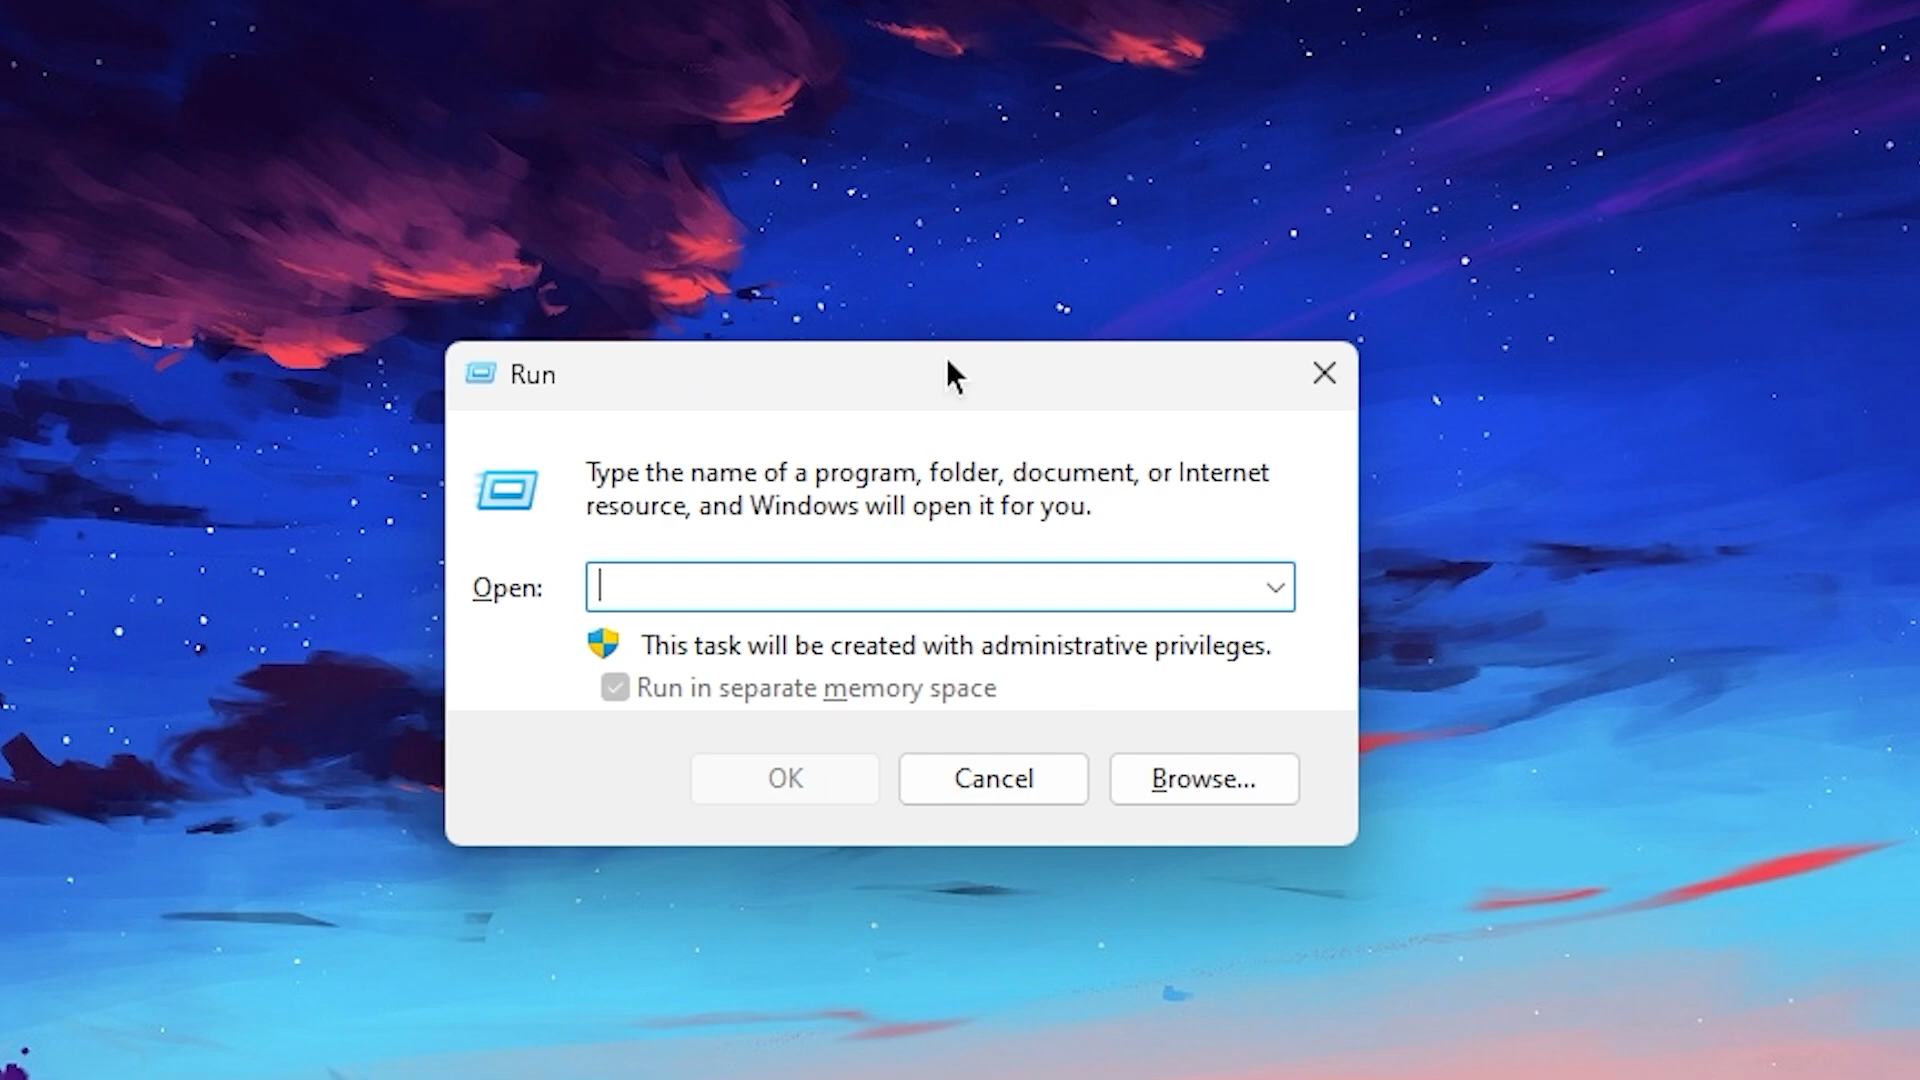 Run
Type the name of a program, folder, document, or Internet
resource, and Windows will open it for you.
Open:
This task will be created with administrative privileges.
Run in separate memory space
OK
Cancel
Browse...